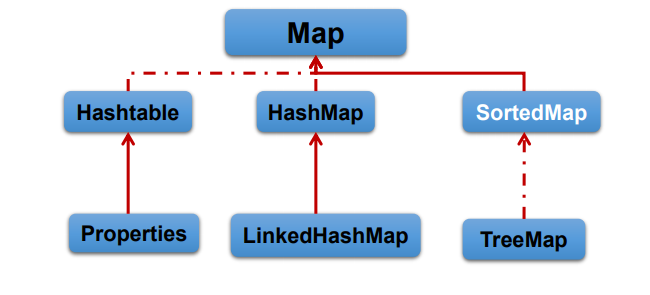 Map
Hashtable
HashMap
SortedMap
Properties
LinkedHashMap
TreeMap